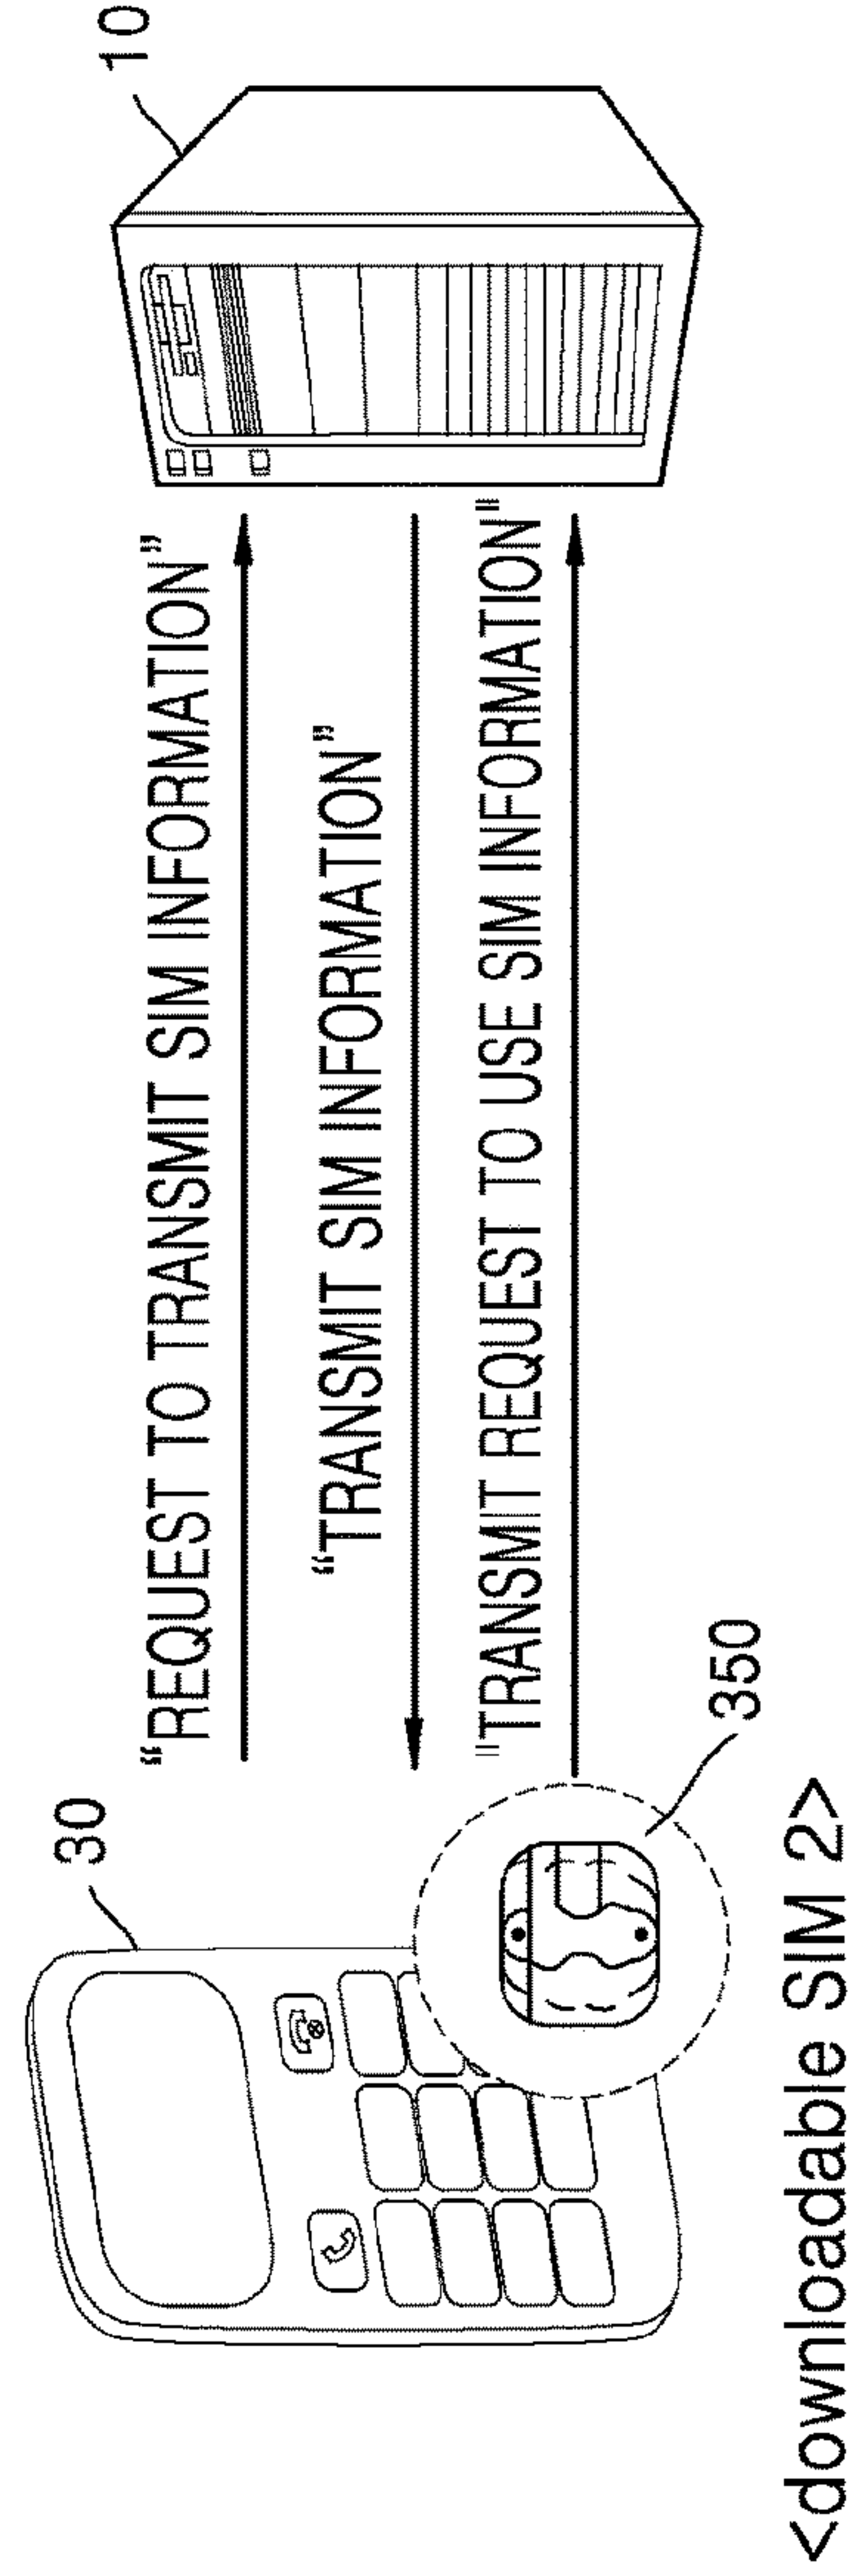 30
10
“REQUEST TO TRANSMIT SIM INFORMATION”
“TRANSMIT SIM INFORMATION”
"TRANSMIT REQUEST TO USE SIM INFORMATION"
350
<downloadable SIM 2>